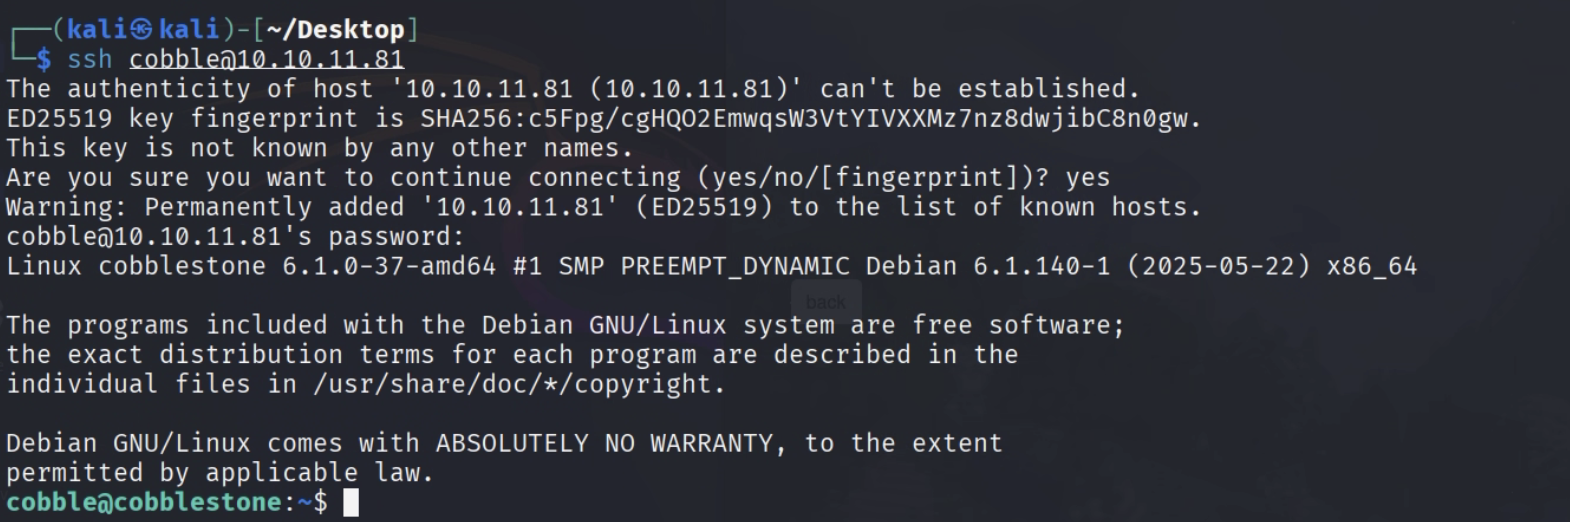 ┌──(kali㉿kali)-[~/Desktop]
└─$ ssh cobble@10.10.11.81
The authenticity of host '10.10.11.81 (10.10.11.81)' can't be established.
ED25519 key fingerprint is SHA256:c5Fpg/cgHQO2EmwqsW3VtYIVXXMz7nz8dwjibC8n0gw.
This key is not known by any other names.
Are you sure you want to continue connecting (yes/no/[fingerprint])? yes
Warning: Permanently added '10.10.11.81' (ED25519) to the list of known hosts.
cobble@10.10.11.81's password:
Linux cobblestone 6.1.0-37-amd64 #1 SMP PREEMPT_DYNAMIC Debian 6.1.140-1 (2025-05-22) x86_64
back
The programs included with the Debian GNU/Linux system are free software;
the exact distribution terms for each program are described in the
individual files in /usr/share/doc/*/copyright.
Debian GNU/Linux comes with ABSOLUTELY NO WARRANTY, to the extent
permitted by applicable law.
cobble@cobblestone:~$